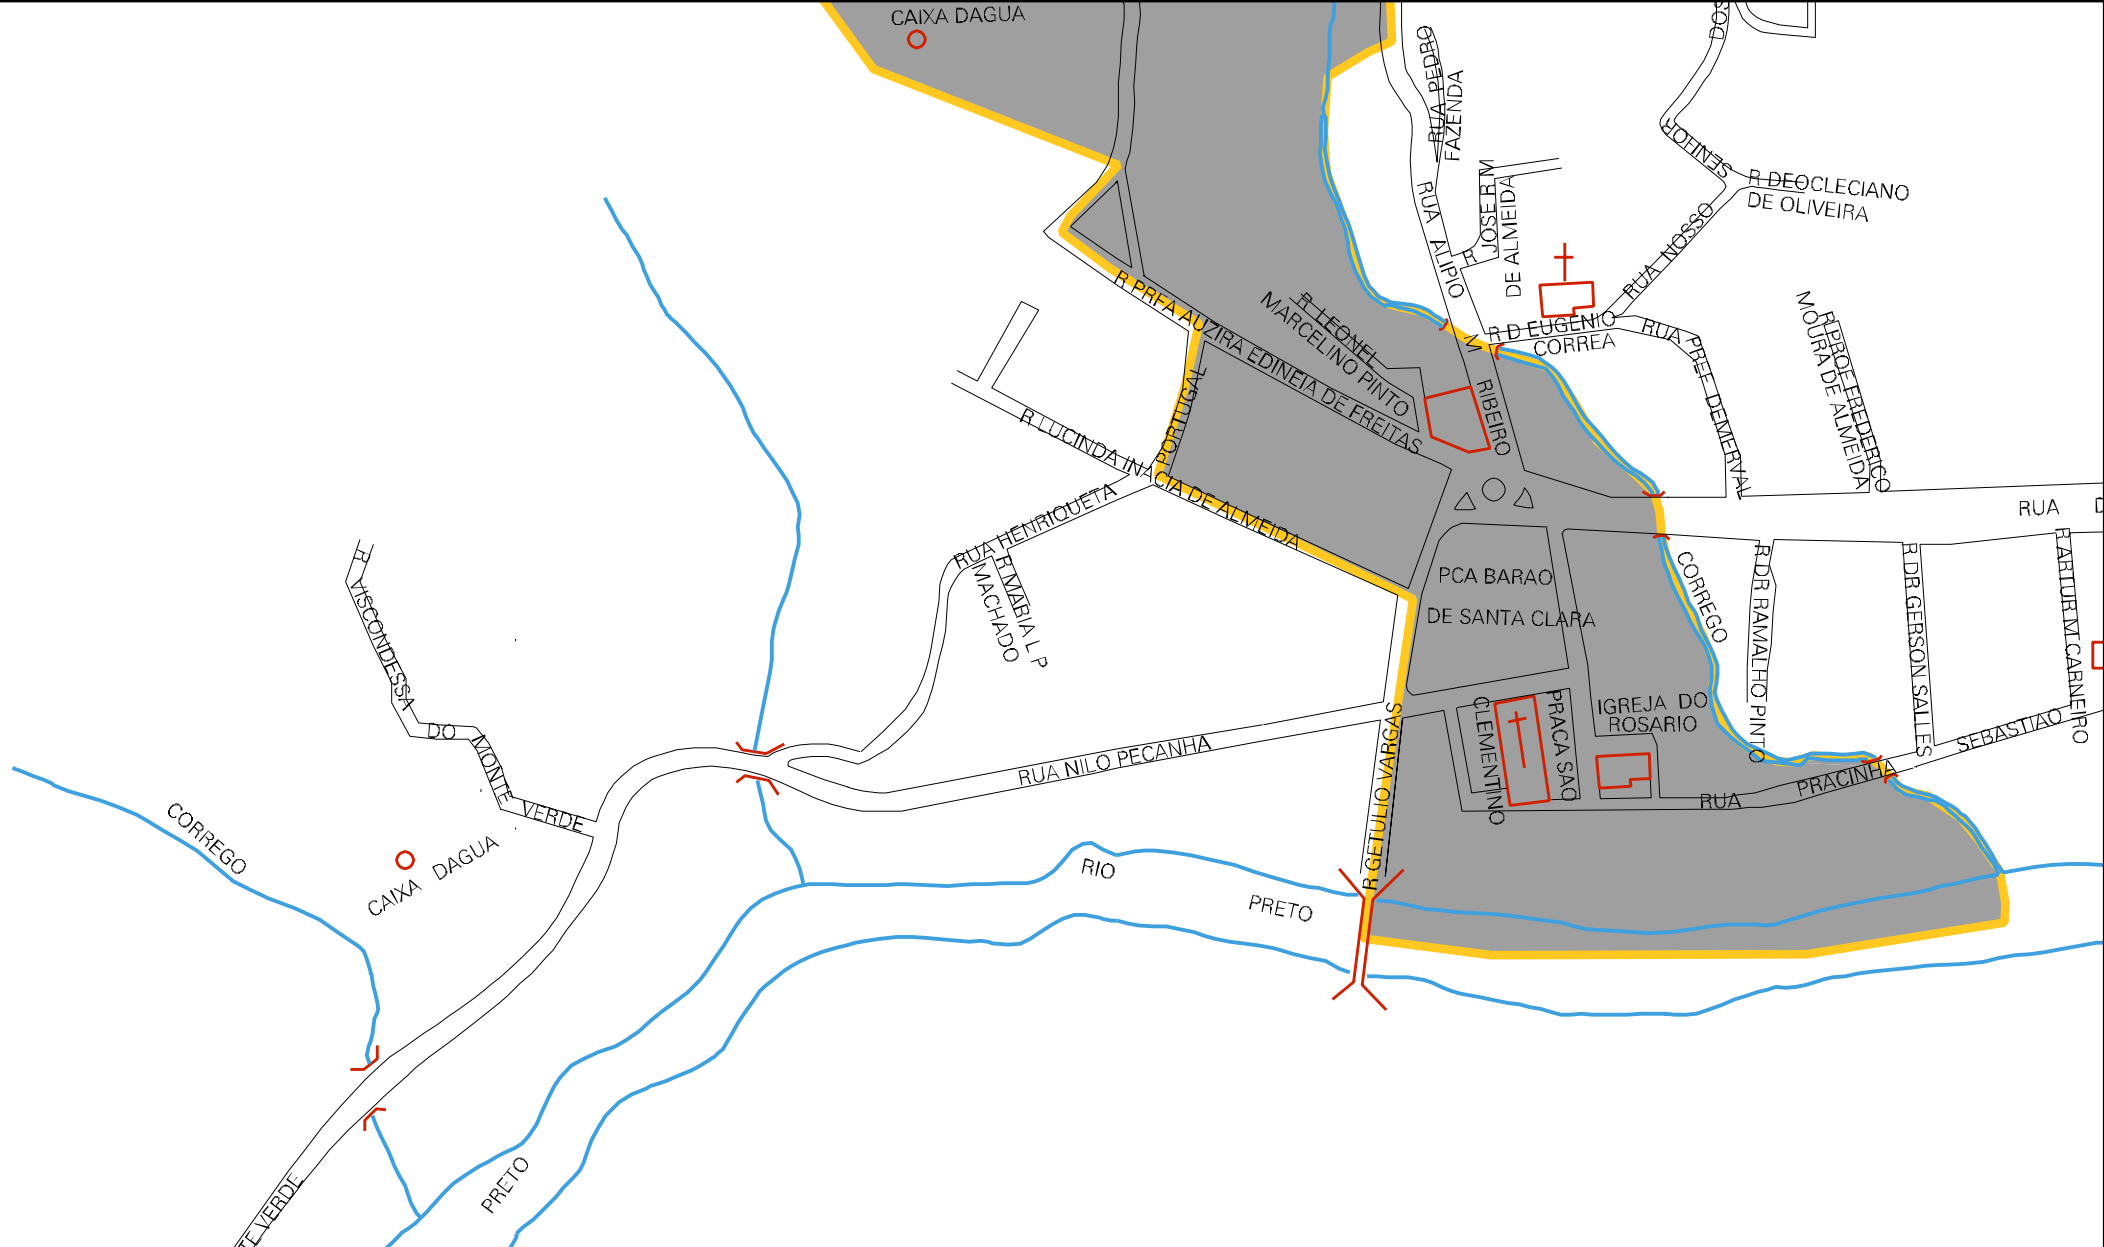 CAIXA DAGUA
RUA PEDRO
FAZENDA
DOS
SENHOR
R DEOCLECIANO
DE OLIVEIRA
RUA NOSSO
R JOSE R M
DE ALMEIDA
RUA ALIPIO
R PRFA AUZIRA EDINEIA DE FREITAS
R LEONEL
MARCELINO PINTO
R D EUGENIO
CORREA
RUA PREF DEMERVAL
R PROF FREDERICO
MOURA DE ALMEIDA
M RIBEIRO
PORTUGAL
R LUCINDA INACIA DE ALMEIDA
RUA HENRIQUETA
R MARIA L P
MACHADO
RUA D
R VISCONDESSA DO MONTE VERDE
PCA BARAO
DE SANTA CLARA
CORREGO
R DR RAMALHO PINTO
R DR GERSON SALLES
R ARTUR M CARNEIRO
CLEMENTINO
PRACA SAO
IGREJA DO
ROSARIO
RUA PRACINHA SEBASTIAO
RUA NILO PECANHA
R GETULIO VARGAS
CORREGO
CAIXA DAGUA
RIO
PRETO
PRETO
TE VERDE